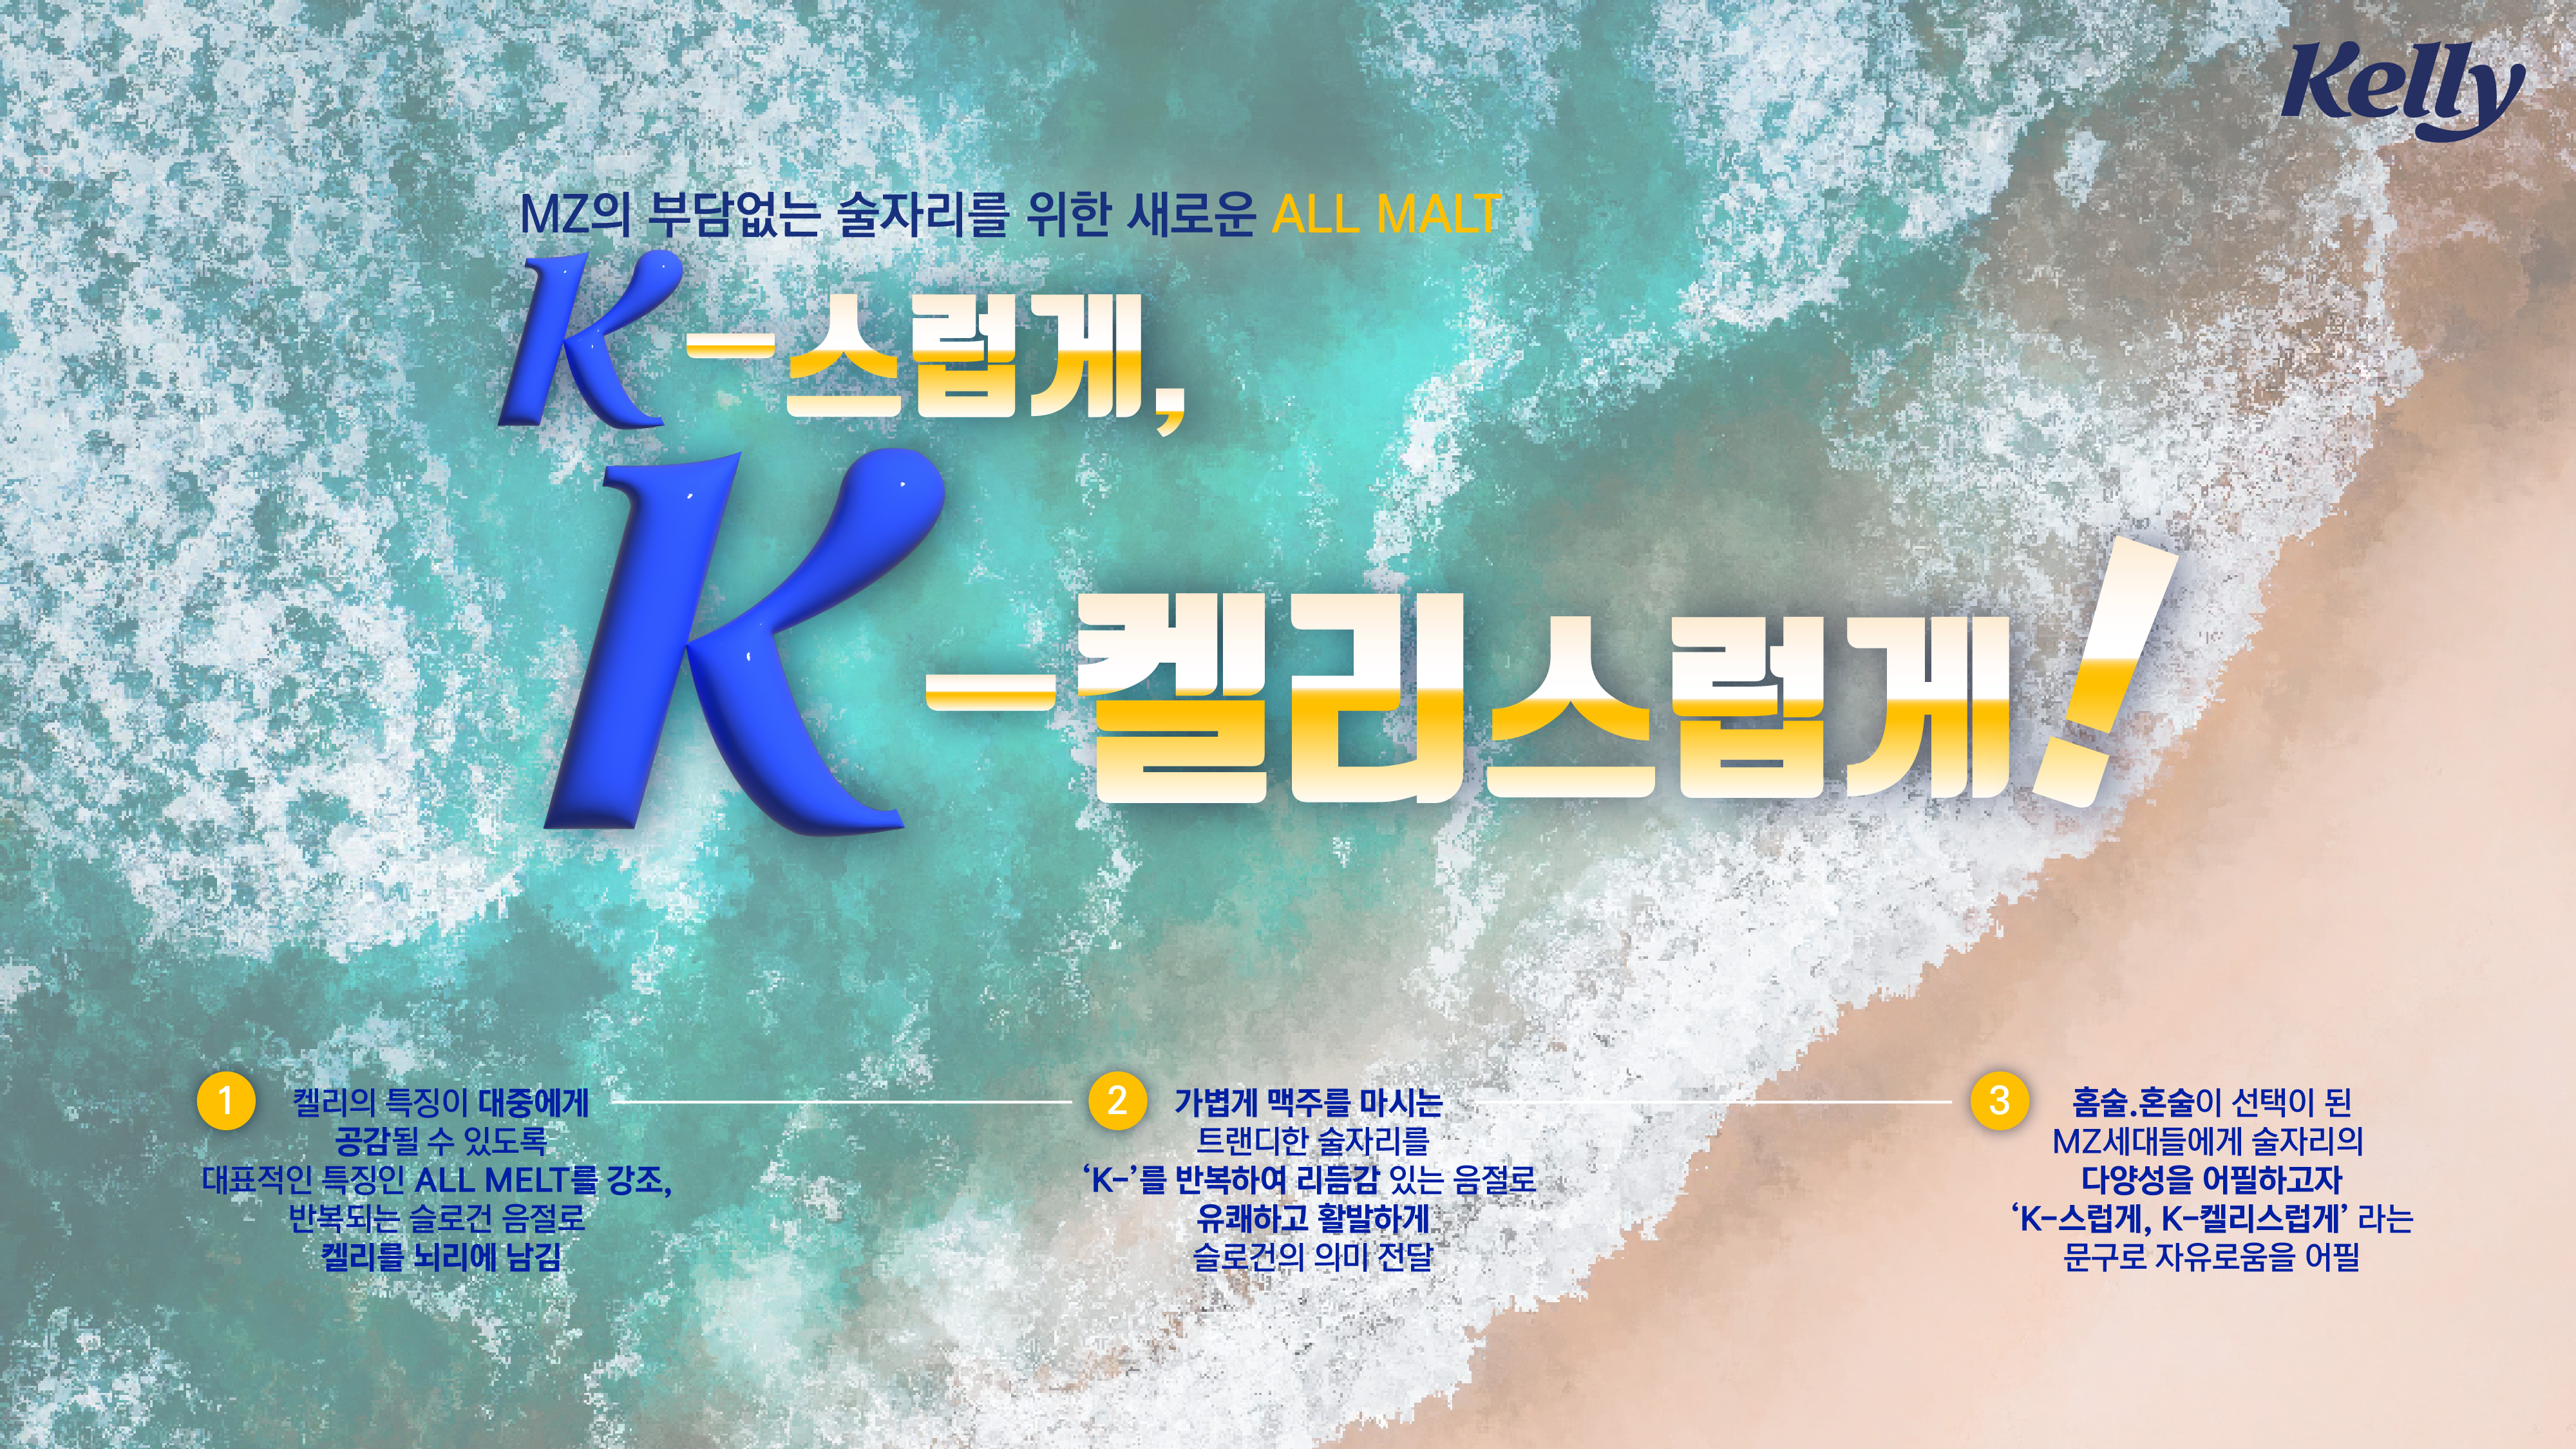 Kelly
MZ의 부담없는 술자리를 위한 새로운 ALL MALT
K-스럽게,
K-켈리스럽게!
1
켈리의 특징이 대중에게
공감될 수 있도록
대표적인 특징인 ALL MELT를 강조,
반복되는 슬로건 음절로
켈리를 뇌리에 남김
2
가볍게 맥주를 마시는
트랜디한 술자리를
‘K-’를 반복하여 리듬감 있는 음절로
유쾌하고 활발하게
슬로건의 의미 전달
3
홈술.혼술이 선택이 된
MZ세대들에게 술자리의
다양성을 어필하고자
‘K-스럽게, K-켈리스럽게’ 라는
문구로 자유로움을 어필